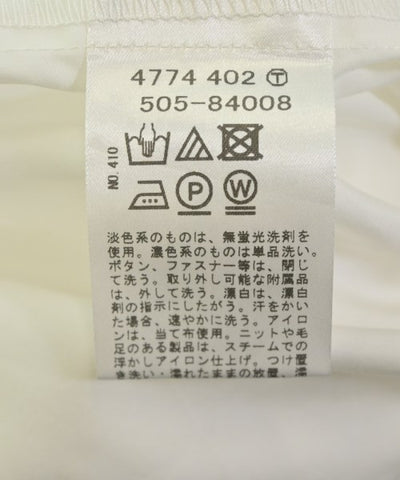 4774 402 Ⓣ
505-84008
NO.410
P W
淡色系のものは、無蛍光洗剤を
使用。濃色系のものは単品洗い。
ボタン、ファスナー等は、閉じ
て洗う。取り外し可能な附属品
は、外して洗う。漂白は、漂白
剤の指示にしたがう。汗をかい
た場合、速やかに洗う。アイロ
ンは、当て布使用。ニットや毛
足のある製品は、スチームでの
浮かしアイロン仕上げ。つけ置
き洗い・濡れたままの放置、濡